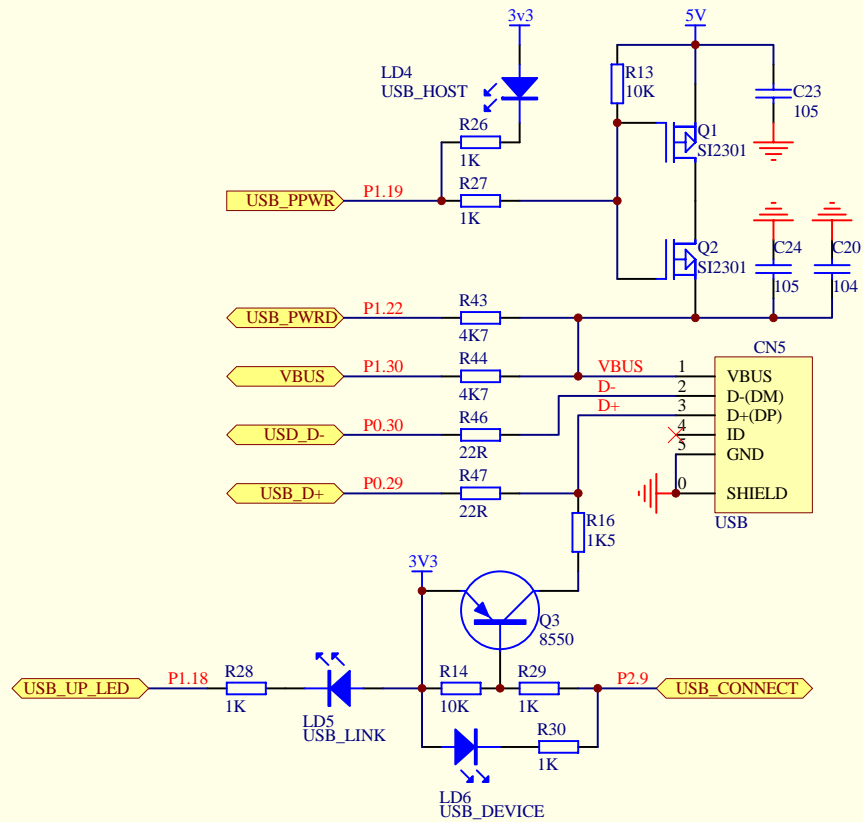 3v3
5V
LD4
USB_HOST
R13
10K
C23
105
R26
1K
Q1
SI2301
USB_PPWR
P1.19
R27
1K
Q2
SI2301
C24
105
C20
104
USB_PWRD
P1.22
R43
4K7
CN5
VBUS
P1.30
R44
4K7
VBUS
1
VBUS
D-
2
D-(DM)
D+
3
D+(DP)
4
ID
5
GND
0
SHIELD
USB
USD_D-
P0.30
R46
22R
USB_D+
P0.29
R47
22R
R16
1K5
3V3
Q3
8550
USB_UP_LED
P1.18
R28
1K
LD5
USB_LINK
R14
10K
R29
1K
P2.9
USB_CONNECT
R30
1K
LD6
USB_DEVICE